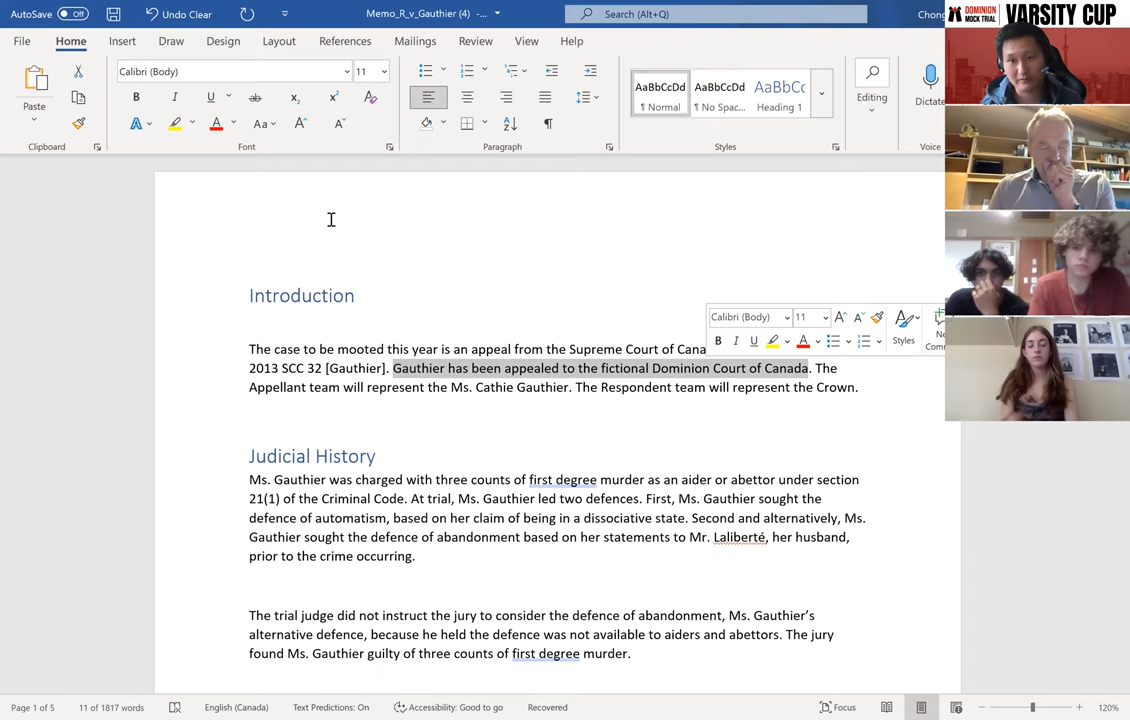 AutoSave Off Undo Clear Memo_R_v_Gauthier (4) -... Search (Alt+Q) Chong
DOMINION MOCK TRIAL VARSITY CUP
File Home Insert Draw Design Layout References Mailings Review View Help
Paste
Calibri (Body) 11
AaBbCcDd AaBbCcDd AaBbCc
¶ Normal ¶ No Spac... Heading 1
Editing Dictate
Clipboard Font Paragraph Styles Voice
Introduction
Calibri (Body) 11
Styles
The case to be mooted this year is an appeal from the Supreme Court of Cana
2013 SCC 32 [Gauthier]. Gauthier has been appealed to the fictional Dominion Court of Canada. The
Appellant team will represent the Ms. Cathie Gauthier. The Respondent team will represent the Crown.
Judicial History
Ms. Gauthier was charged with three counts of first degree murder as an aider or abettor under section
21(1) of the Criminal Code. At trial, Ms. Gauthier led two defences. First, Ms. Gauthier sought the
defence of automatism, based on her claim of being in a dissociative state. Second and alternatively, Ms.
Gauthier sought the defence of abandonment based on her statements to Mr. Laliberté, her husband,
prior to the crime occurring.
The trial judge did not instruct the jury to consider the defence of abandonment, Ms. Gauthier’s
alternative defence, because he held the defence was not available to aiders and abettors. The jury
found Ms. Gauthier guilty of three counts of first degree murder.
Page 1 of 5 11 of 1817 words English (Canada) Text Predictions: On Accessibility: Good to go Recovered Focus 120%